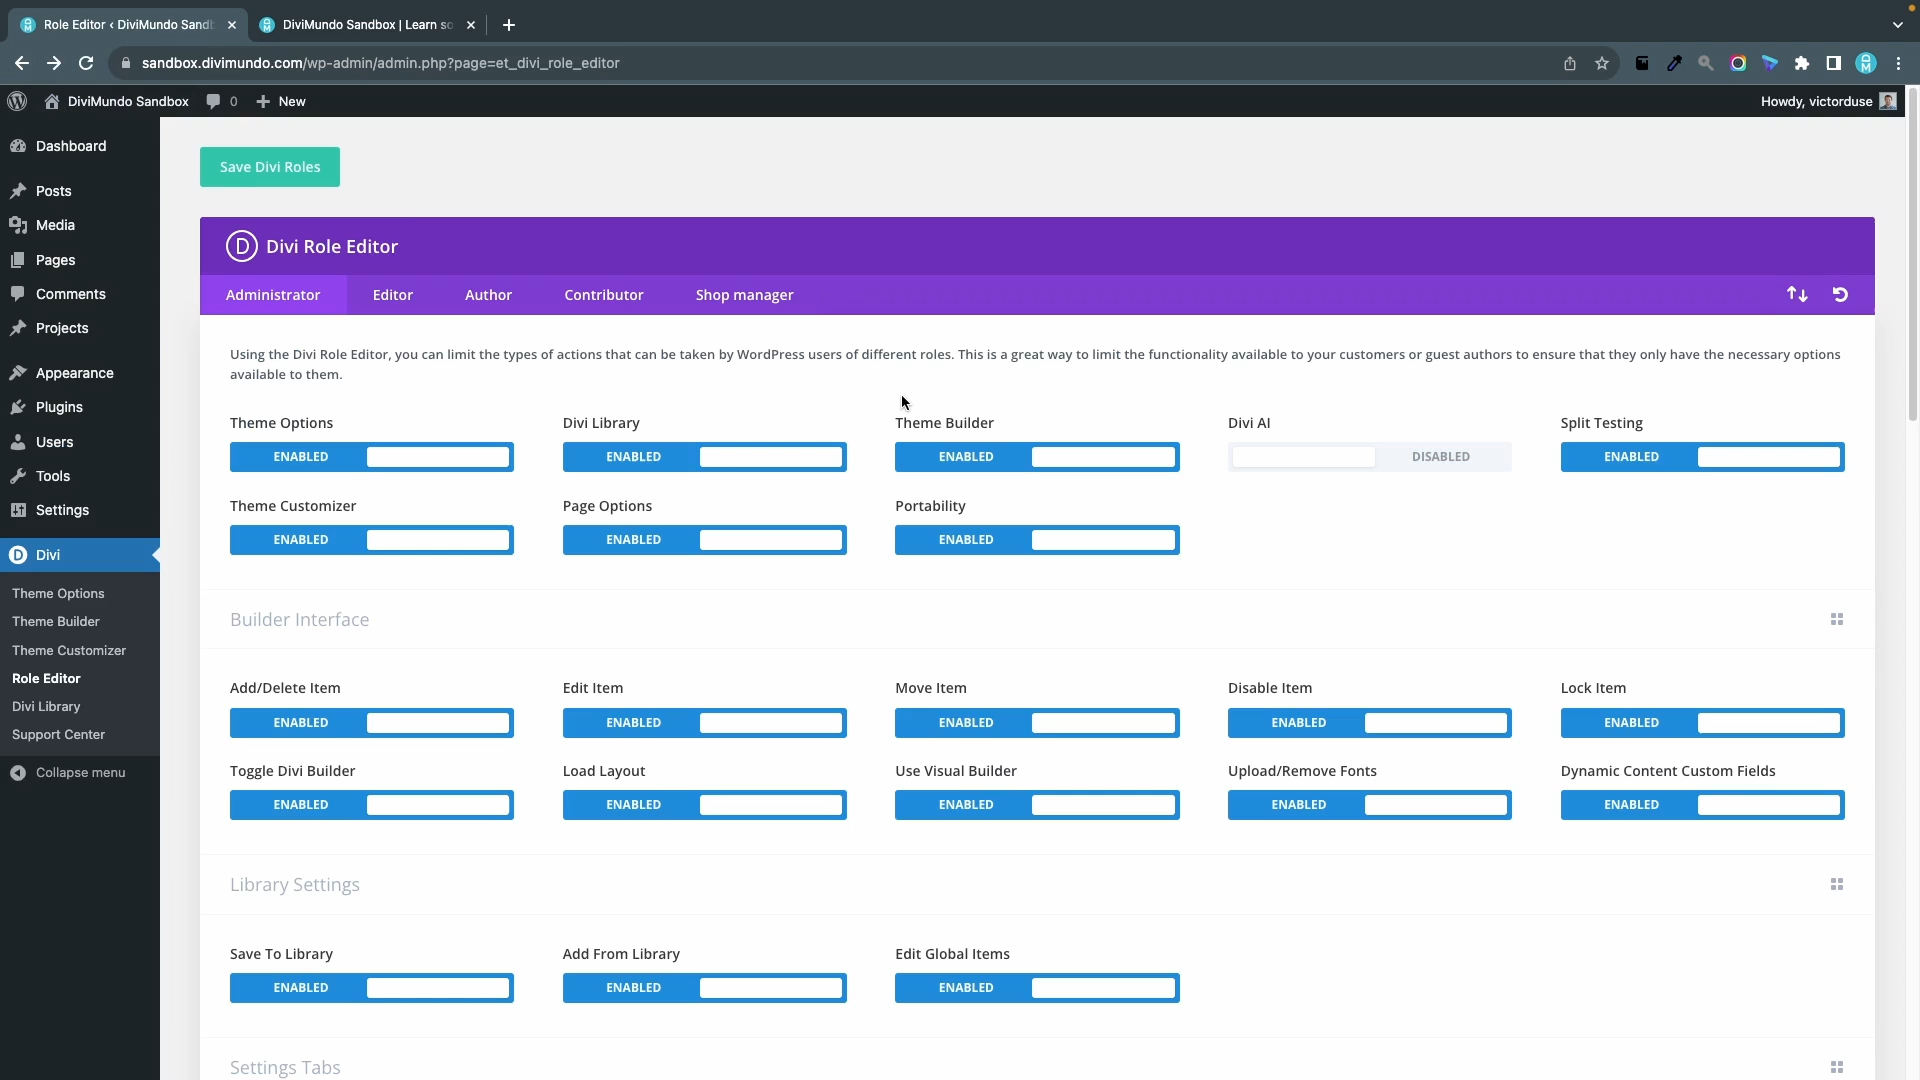 Role Editor ‹ DiviMundo Sandb
DiviMundo Sandbox | Learn so
sandbox.divimundo.com/wp-admin/admin.php?page=et_divi_role_editor
DiviMundo Sandbox
0
New
Howdy, victorduse
Dashboard
Posts
Media
Pages
Comments
Projects
Appearance
Plugins
Users
Tools
Settings
Divi
Theme Options
Theme Builder
Theme Customizer
Role Editor
Divi Library
Support Center
Collapse menu
Save Divi Roles
D Divi Role Editor
Administrator Editor Author Contributor Shop manager
Using the Divi Role Editor, you can limit the types of actions that can be taken by WordPress users of different roles. This is a great way to limit the functionality available to your customers or guest authors to ensure that they only have the necessary options
available to them.
Theme Options Divi Library Theme Builder Divi AI Split Testing
ENABLED ENABLED ENABLED DISABLED ENABLED
Theme Customizer Page Options Portability
ENABLED ENABLED ENABLED
Builder Interface
Add/Delete Item Edit Item Move Item Disable Item Lock Item
ENABLED ENABLED ENABLED ENABLED ENABLED
Toggle Divi Builder Load Layout Use Visual Builder Upload/Remove Fonts Dynamic Content Custom Fields
ENABLED ENABLED ENABLED ENABLED ENABLED
Library Settings
Save To Library Add From Library Edit Global Items
ENABLED ENABLED ENABLED
Settings Tabs